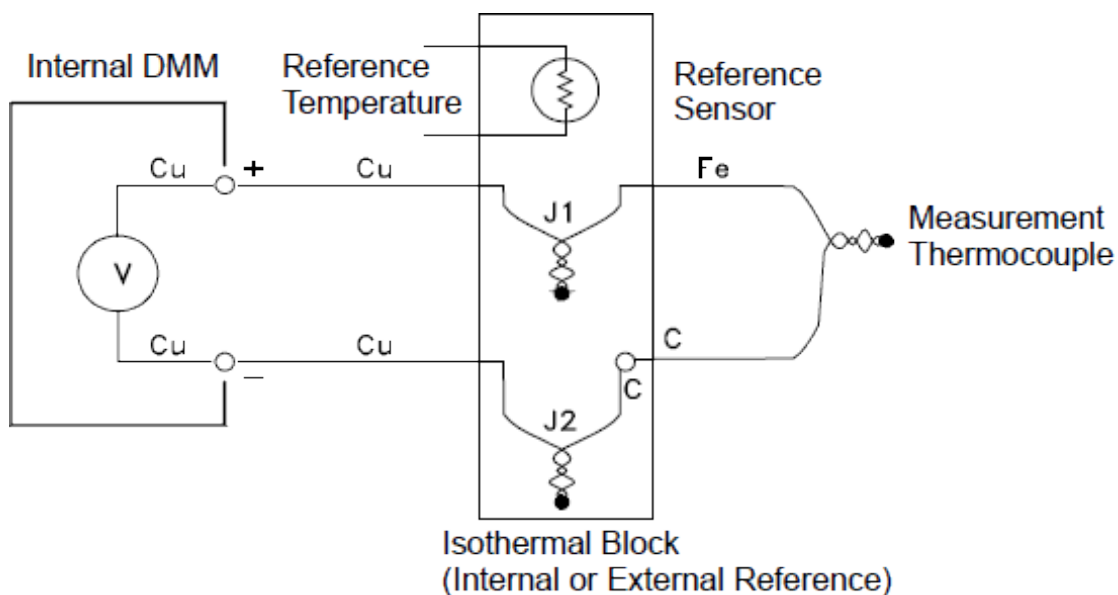 Internal DMM
Reference
Temperature
Reference
Sensor
Cu
+
Cu
J1
Fe
Measurement
Thermocouple
V
Cu
−
Cu
C
C
J2
Isothermal Block
(Internal or External Reference)